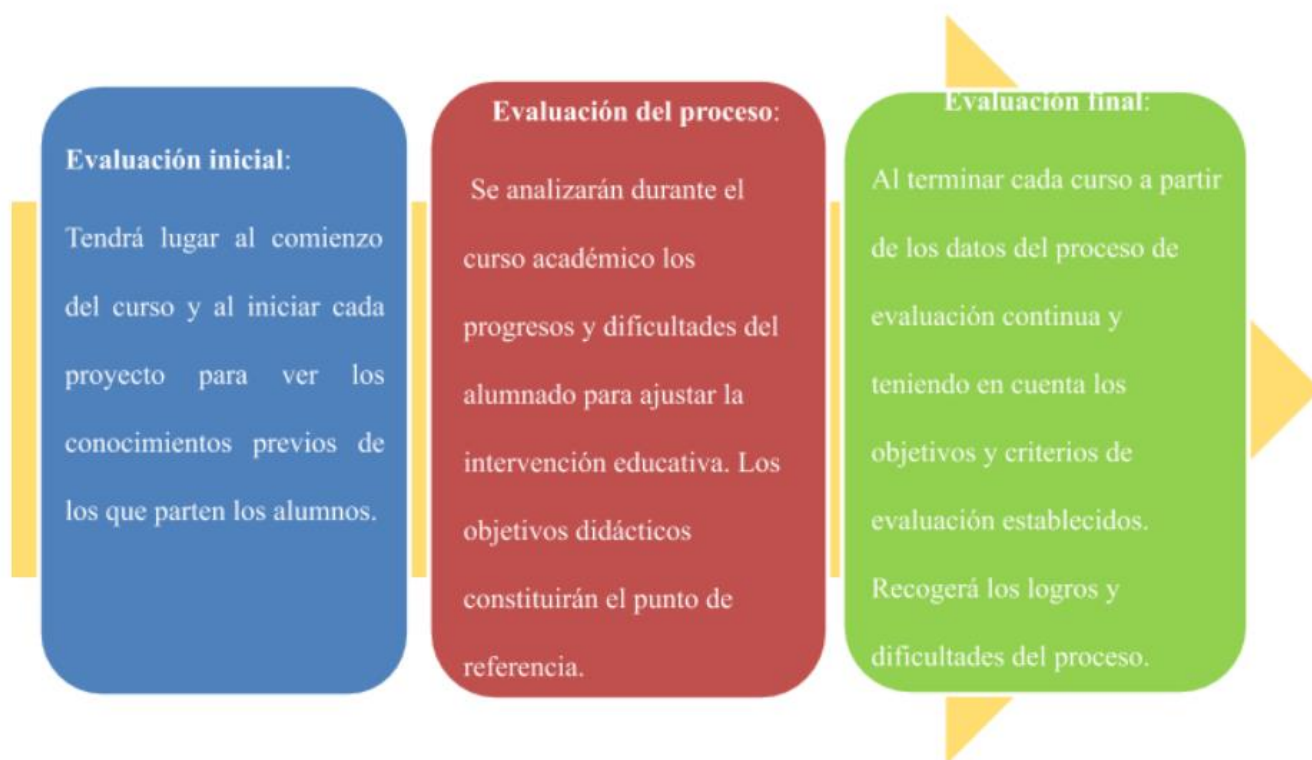 Evaluación inicial:
Tendrá lugar al comienzo
del curso y al iniciar cada
proyecto para ver los
conocimientos previos de
los que parten los alumnos.
Evaluación del proceso:
Se analizarán durante el
curso académico los
progresos y dificultades del
alumnado para ajustar la
intervención educativa. Los
objetivos didácticos
constituirán el punto de
referencia.
Evaluación final:
Al terminar cada curso a partir
de los datos del proceso de
evaluación continua y
teniendo en cuenta los
objetivos y criterios de
evaluación establecidos.
Recogerá los logros y
dificultades del proceso.